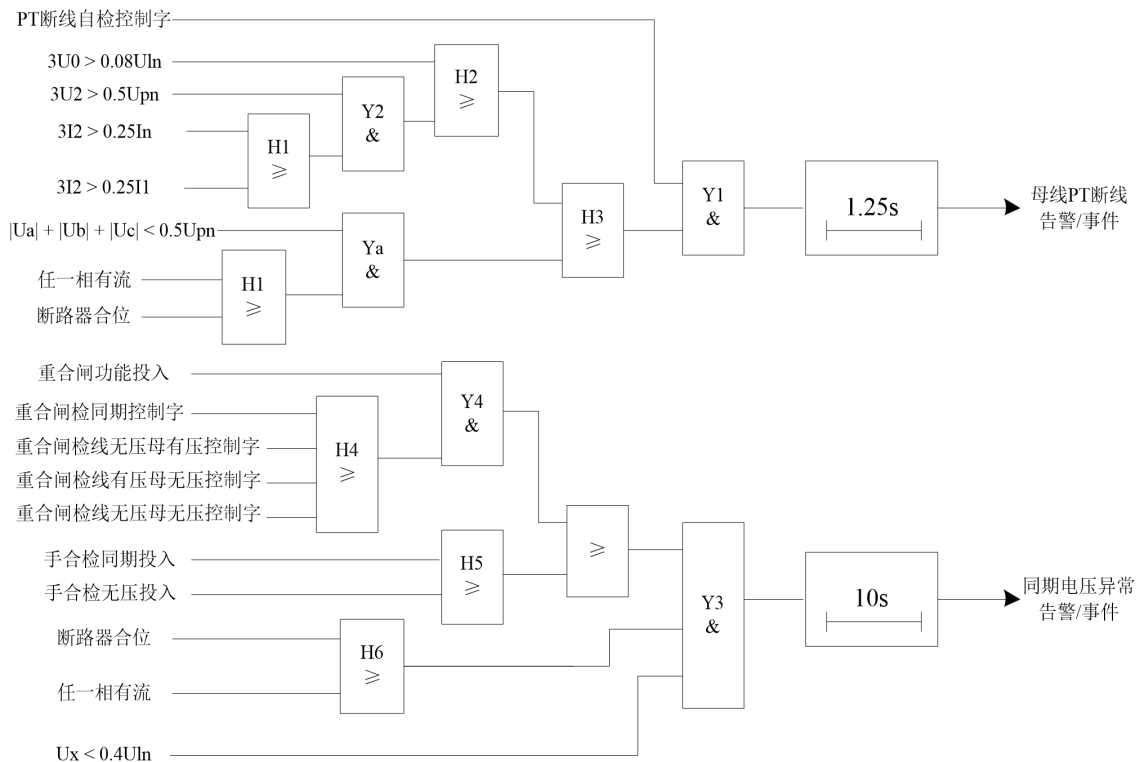 PT断线自检控制字
3U0 > 0.08Uln
3U2 > 0.5Upn
3I2 > 0.25In
3I2 > 0.25I1
H1
≥
Y2
&
H2
≥
|Ua| + |Ub| + |Uc| < 0.5Upn
任一相有流
断路器合位
H1
≥
Ya
&
H3
≥
Y1
&
1.25s
母线PT断线
告警/事件
重合闸功能投入
重合闸检同期控制字
重合闸检线无压母有压控制字
重合闸检线有压母无压控制字
重合闸检线无压母无压控制字
H4
≥
Y4
&
手合检同期投入
手合检无压投入
H5
≥
≥
断路器合位
任一相有流
H6
≥
Ux < 0.4Uln
Y3
&
10s
同期电压异常
告警/事件